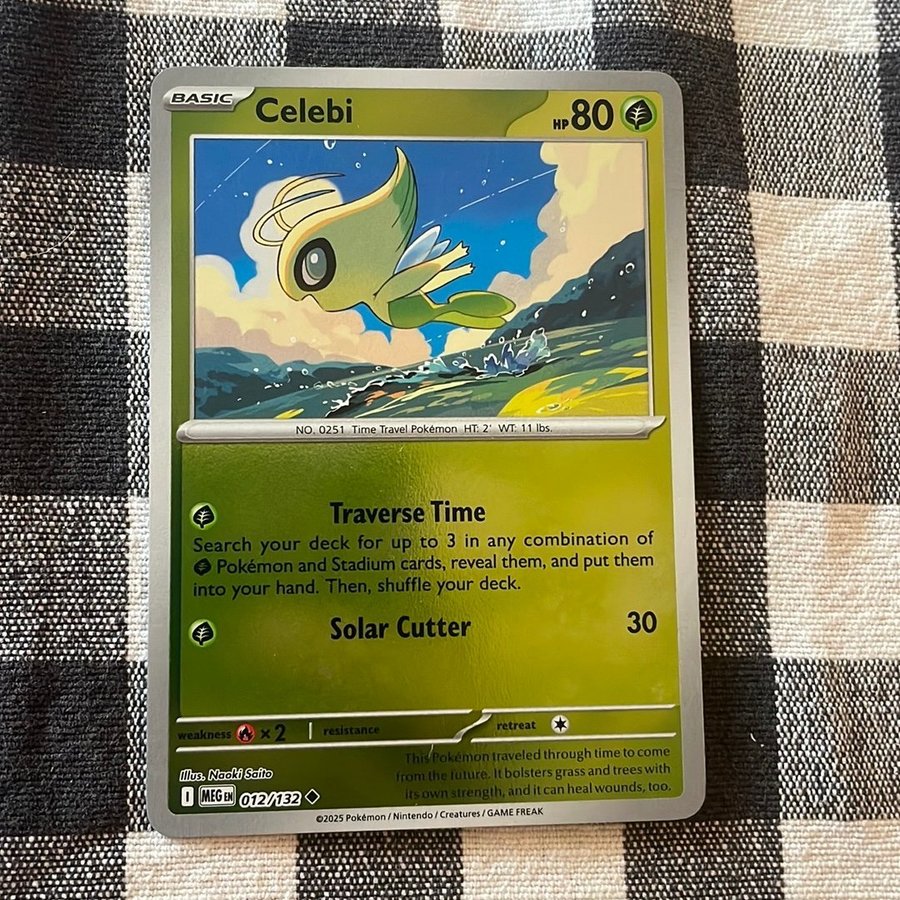 BASIC Celebi HP 80
NO. 0251 Time Travel Pokémon HT: 2' WT: 11 lbs.
Traverse Time
Search your deck for up to 3 in any combination of
Pokémon and Stadium cards, reveal them, and put them
into your hand. Then, shuffle your deck.
Solar Cutter 30
weakness ×2 resistance retreat
This Pokémon traveled through time to come
from the future. It bolsters grass and trees with
its own strength, and it can heal wounds, too.
Illus. Naoki Saito
I MEG EN 012/132
©2025 Pokémon / Nintendo / Creatures / GAME FREAK